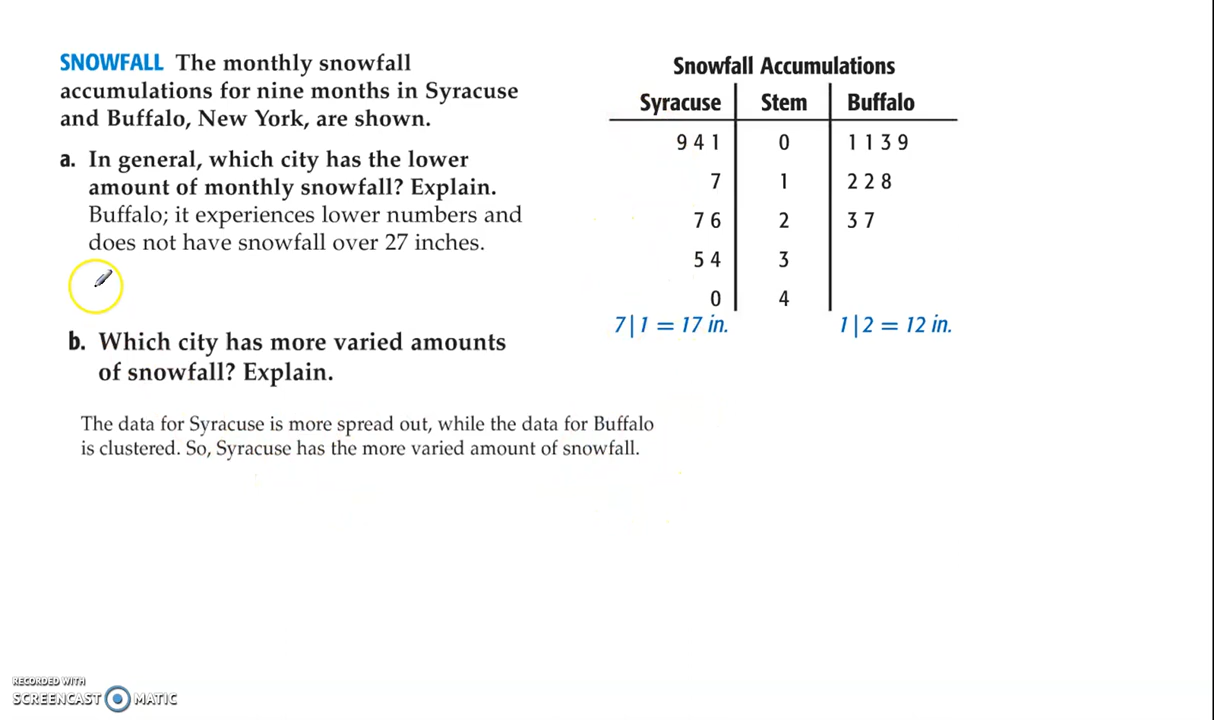 SNOWFALL The monthly snowfall
accumulations for nine months in Syracuse
and Buffalo, New York, are shown.
a. In general, which city has the lower
amount of monthly snowfall? Explain.
Buffalo; it experiences lower numbers and
does not have snowfall over 27 inches.
b. Which city has more varied amounts
of snowfall? Explain.
The data for Syracuse is more spread out, while the data for Buffalo
is clustered. So, Syracuse has the more varied amount of snowfall.
Snowfall Accumulations
Syracuse Stem Buffalo
9 4 1 0 1 1 3 9
7 1 2 2 8
7 6 2 3 7
5 4 3
0 4
7|1 = 17 in. 1|2 = 12 in.
RECORDED WITH
SCREENCAST MATIC